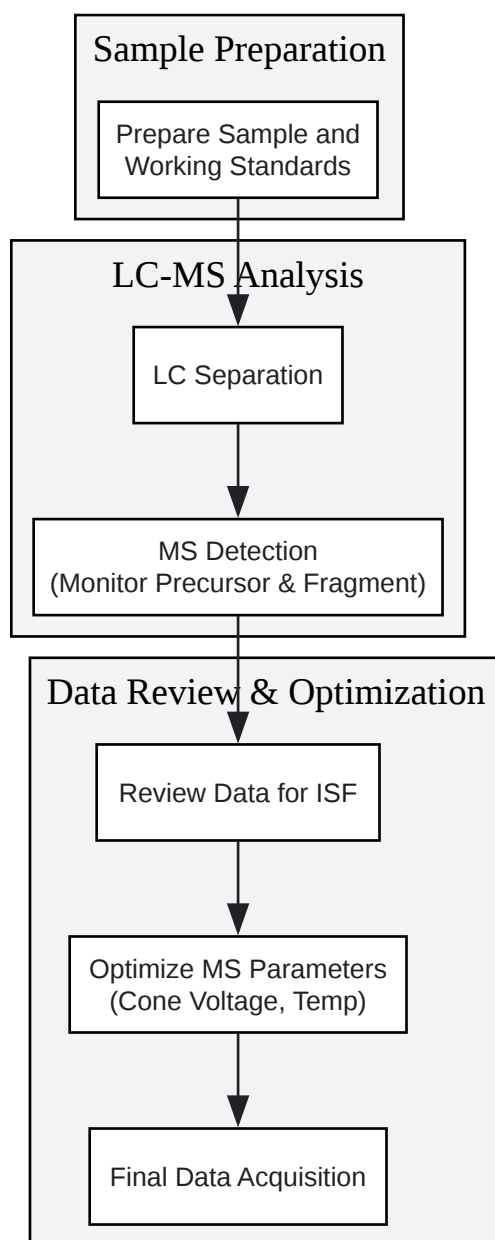 Sample Preparation
Prepare Sample and
Working Standards
LC-MS Analysis
LC Separation
MS Detection
(Monitor Precursor & Fragment)
Data Review & Optimization
Review Data for ISF
Optimize MS Parameters
(Cone Voltage, Temp)
Final Data Acquisition